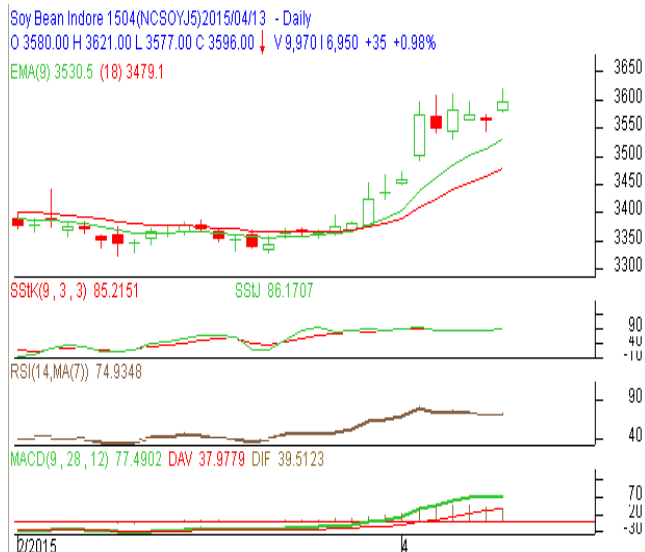 Soy Bean Indore 1504(NCSOYJ5)2015/04/13 - Daily
O 3580.00 H 3621.00 L 3577.00 C 3596.00 V 9,970 I 6,950 +35 +0.98%
EMA(9) 3530.5 (18) 3479.1
3650
3600
3550
3500
3450
3400
3350
3300
SStK(9,3,3) 85.2151 SStJ 86.1707
90
40
-10
RSI(14,MA(7)) 74.9348
90
40
MACD(9,28,12) 77.4902 DAV 37.9779 DIF 39.5123
70
20
-30
2/2015 4